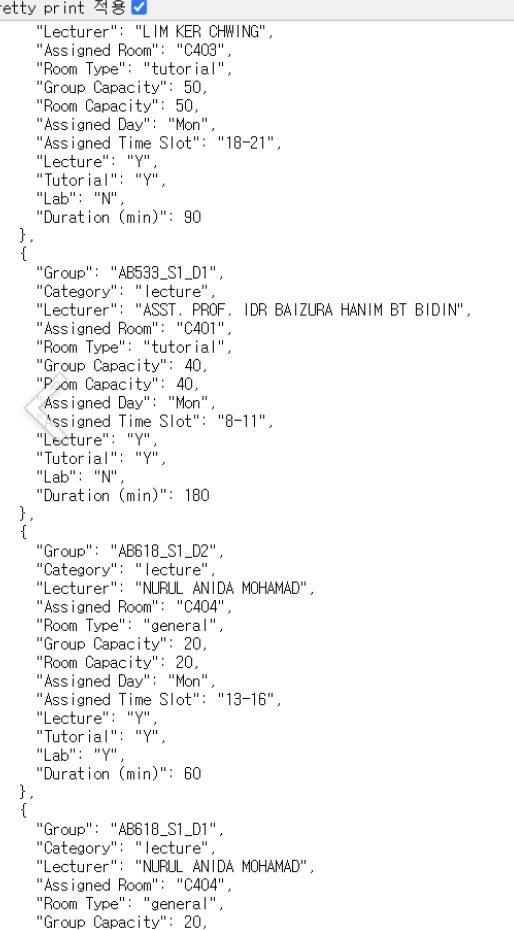 retty print 적용
"Lecturer": "LIM KER CHWING",
"Assigned Room": "C403",
"Room Type": "tutorial",
"Group Capacity": 50,
"Room Capacity": 50,
"Assigned Day": "Mon",
"Assigned Time Slot": "18-21",
"Lecture": "Y",
"Tutorial": "Y",
"Lab": "N",
"Duration (min)": 90
},
{
"Group": "AB533_S1_D1",
"Category": "lecture",
"Lecturer": "ASST. PROF. IDR BAIZURA HANIM BT BIDIN",
"Assigned Room": "C401",
"Room Type": "tutorial",
"Group Capacity": 40,
"Room Capacity": 40,
"Assigned Day": "Mon",
"Assigned Time Slot": "8-11",
"Lecture": "Y",
"Tutorial": "Y",
"Lab": "N",
"Duration (min)": 180
},
{
"Group": "AB618_S1_D2",
"Category": "lecture",
"Lecturer": "NURUL ANIDA MOHAMAD",
"Assigned Room": "C404",
"Room Type": "general",
"Group Capacity": 20,
"Room Capacity": 20,
"Assigned Day": "Mon",
"Assigned Time Slot": "13-16",
"Lecture": "Y",
"Tutorial": "Y",
"Lab": "Y",
"Duration (min)": 60
},
{
"Group": "AB618_S1_D1",
"Category": "lecture",
"Lecturer": "NURUL ANIDA MOHAMAD",
"Assigned Room": "C404",
"Room Type": "general",
"Group Capacity": 20,